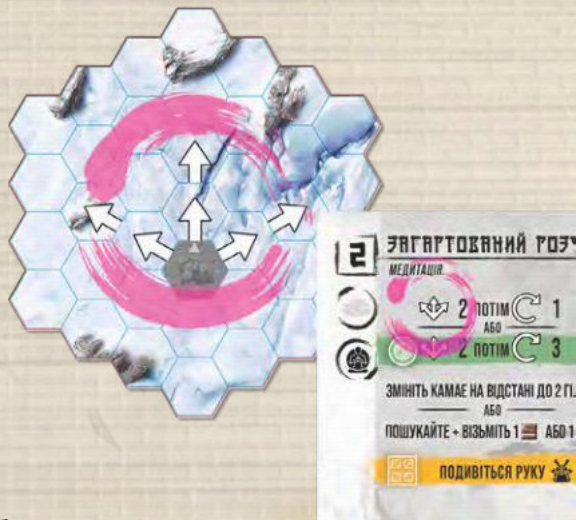 2
ЗАГАРТОВАНИЙ РОЗУ
МЕДИТАЦІЯ
2 ПОТІМ 1
АБО
2 ПОТІМ 3
ЗМІНІТЬ КАМАЕ НА ВІДСТАНІ ДО 2
АБО
ПОШУКАЙТЕ + ВІЗЬМІТЬ 1 АБО 1
ПОДИВІТЬСЯ РУКУ